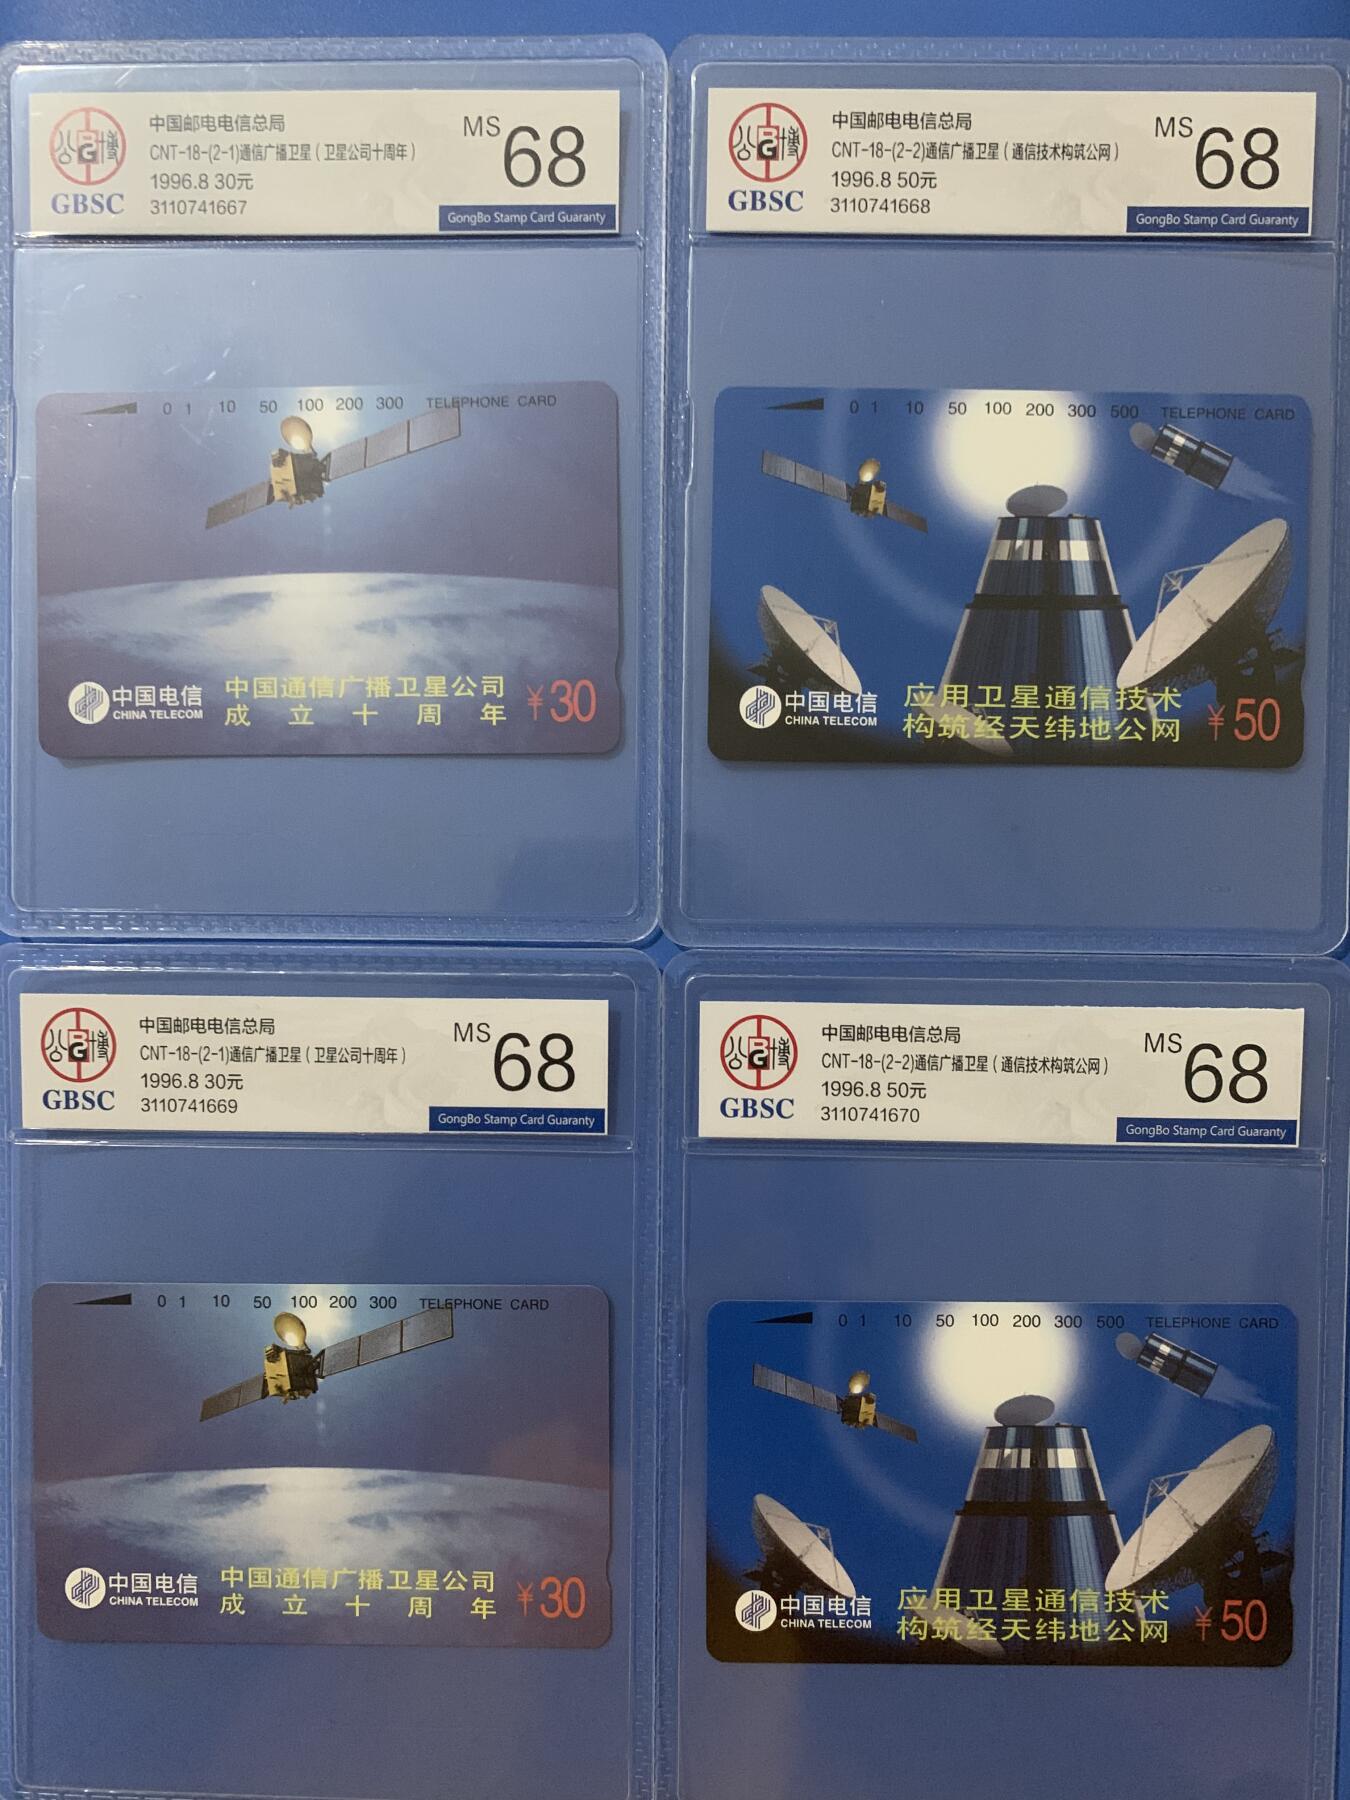 公博
BG
GBSC
中国邮电电信总局
CNT-18-(2-1)通信广播卫星(卫星公司十周年)
1996.8 30元
3110741667
MS 68
GongBo Stamp Card Guaranty
0 1 10 50 100 200 300 TELEPHONE CARD
中国电信
CHINA TELECOM
中国通信广播卫星公司
成立十周年
¥30
公博
BG
GBSC
中国邮电电信总局
CNT-18-(2-2)通信广播卫星(通信技术构筑公网)
1996.8 50元
3110741668
MS 68
GongBo Stamp Card Guaranty
0 1 10 50 100 200 300 500 TELEPHONE CARD
中国电信
CHINA TELECOM
应用卫星通信技术
构筑经天纬地公网
¥50
公博
BG
GBSC
中国邮电电信总局
CNT-18-(2-1)通信广播卫星(卫星公司十周年)
1996.8 30元
3110741669
MS 68
GongBo Stamp Card Guaranty
0 1 10 50 100 200 300 TELEPHONE CARD
中国电信
CHINA TELECOM
中国通信广播卫星公司
成立十周年
¥30
公博
BG
GBSC
中国邮电电信总局
CNT-18-(2-2)通信广播卫星(通信技术构筑公网)
1996.8 50元
3110741670
MS 68
GongBo Stamp Card Guaranty
0 1 10 50 100 200 300 500 TELEPHONE CARD
中国电信
CHINA TELECOM
应用卫星通信技术
构筑经天纬地公网
¥50